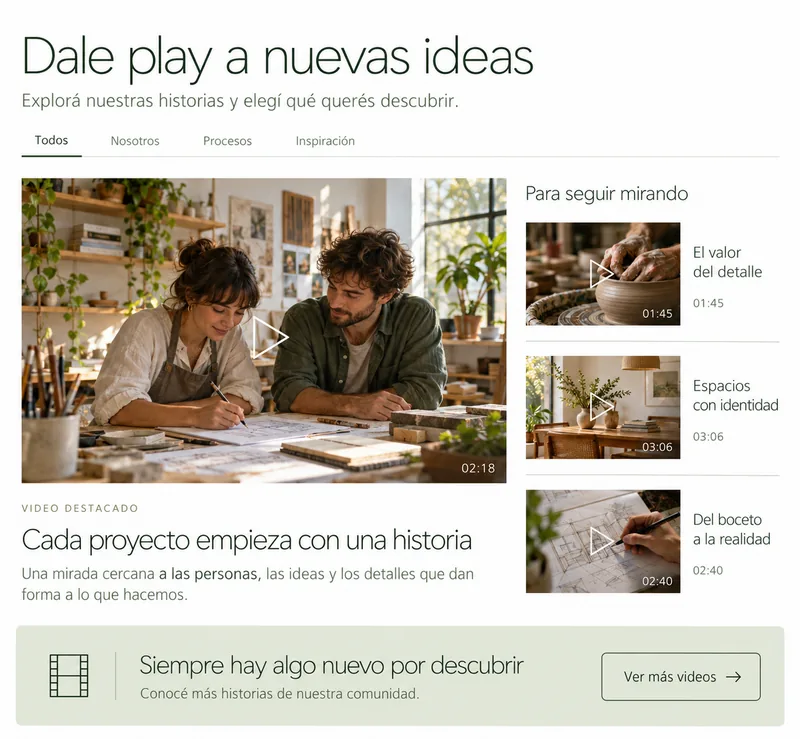 Dale play a nuevas ideas
Explorá nuestras historias y elegí qué querés descubrir.
Todos
Nosotros
Procesos
Inspiración
02:18
VIDEO DESTACADO
Cada proyecto empieza con una historia
Una mirada cercana a las personas, las ideas y los detalles que dan
forma a lo que hacemos.
Para seguir mirando
01:45
El valor
del detalle
01:45
03:06
Espacios
con identidad
03:06
02:40
Del boceto
a la realidad
02:40
Siempre hay algo nuevo por descubrir
Conocé más historias de nuestra comunidad.
Ver más videos